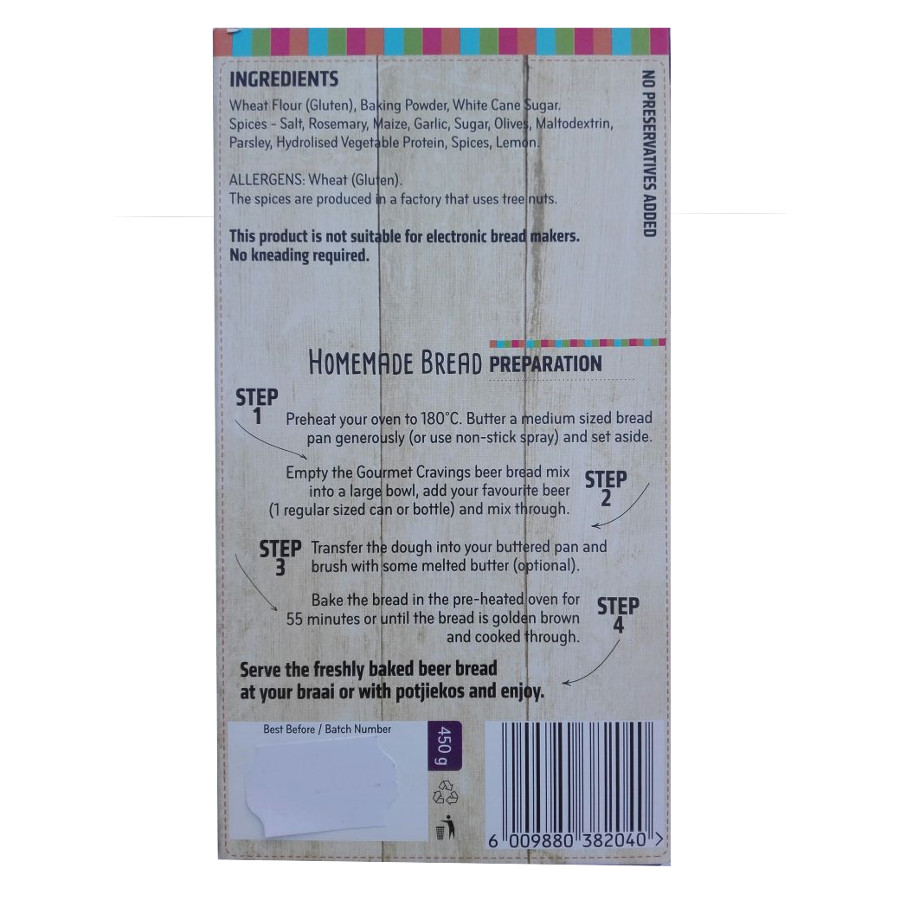 INGREDIENTS
Wheat Flour (Gluten), Baking Powder, White Cane Sugar.
Spices - Salt, Rosemary, Maize, Garlic, Sugar, Olives, Maltodextrin,
Parsley, Hydrolised Vegetable Protein, Spices, Lemon.
NO PRESERVATIVES ADDED
ALLERGENS: Wheat (Gluten).
The spices are produced in a factory that uses tree nuts.
This product is not suitable for electronic bread makers.
No kneading required.
HOMEMADE BREAD PREPARATION
STEP
1
Preheat your oven to 180°C. Butter a medium sized bread
pan generously (or use non-stick spray) and set aside.
STEP
2
Empty the Gourmet Cravings beer bread mix
into a large bowl, add your favourite beer
(1 regular sized can or bottle) and mix through.
STEP
3
Transfer the dough into your buttered pan and
brush with some melted butter (optional).
STEP
4
Bake the bread in the pre-heated oven for
55 minutes or until the bread is golden brown
and cooked through.
Serve the freshly baked beer bread
at your braai or with potjiekos and enjoy.
Best Before / Batch Number
450 g
6 009880 382040 >